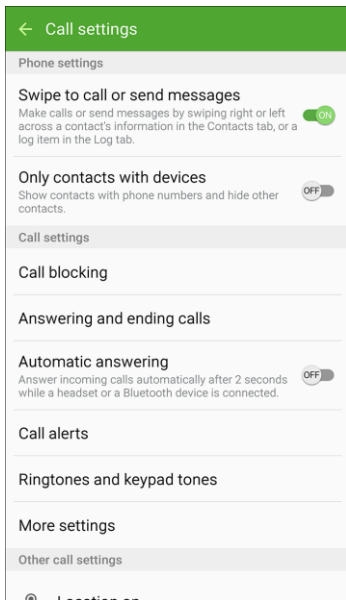 Call settings
Phone settings
Swipe to call or send messages
Make calls or send messages by swiping right or left
across a contact's information in the Contacts tab, or a
log item in the Log tab.
ON
Only contacts with devices
Show contacts with phone numbers and hide other
contacts.
OFF
Call settings
Call blocking
Answering and ending calls
Automatic answering
Answer incoming calls automatically after 2 seconds
while a headset or a Bluetooth device is connected.
OFF
Call alerts
Ringtones and keypad tones
More settings
Other call settings
Location on